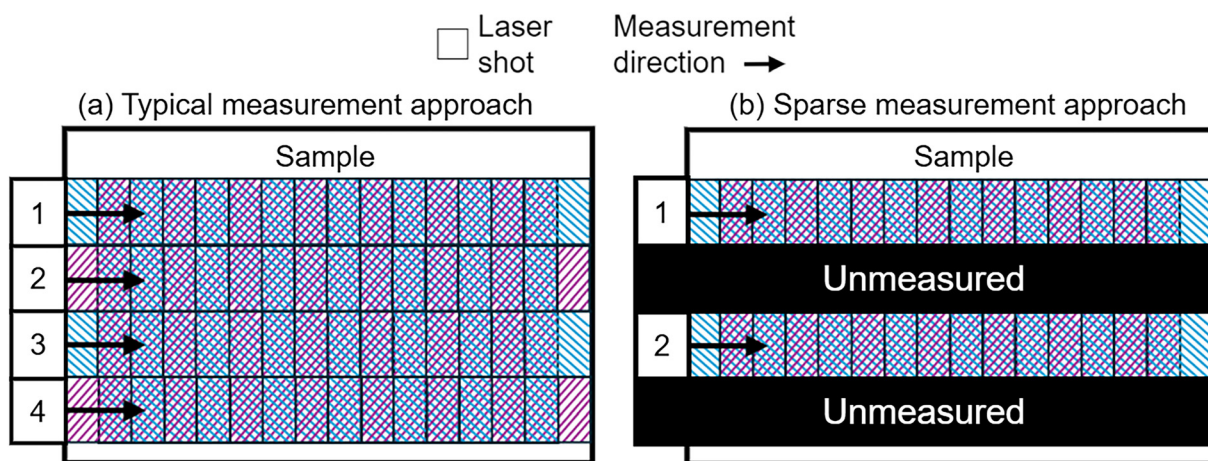 Laser
shot
Measurement
direction
(a) Typical measurement approach
Sample
1
2
3
4
(b) Sparse measurement approach
Sample
1
Unmeasured
2
Unmeasured